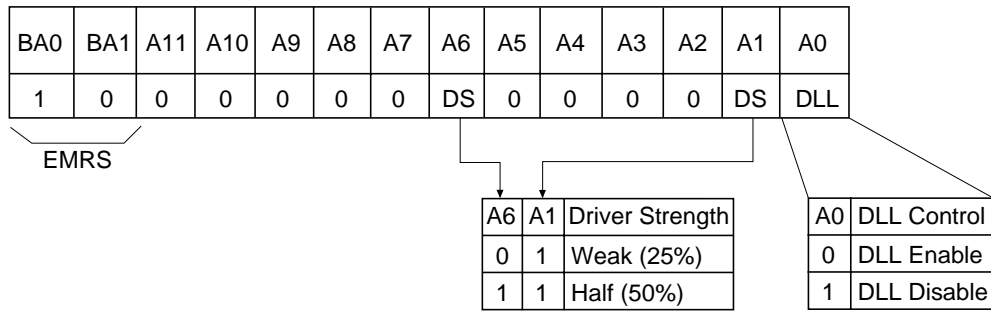 BA0 BA1 A11 A10 A9 A8 A7 A6 A5 A4 A3 A2 A1 A0
1 0 0 0 0 0 0 DS 0 0 0 0 DS DLL
EMRS
A6 A1 Driver Strength
0 1 Weak (25%)
1 1 Half (50%)
A0 DLL Control
0 DLL Enable
1 DLL Disable